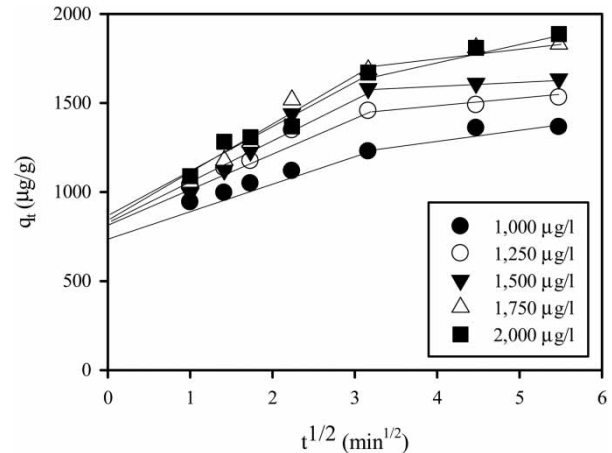 2000
1500
1000
500
0
q_t (µg/g)
0 1 2 3 4 5 6
t^1/2 (min^1/2)
1,000 µg/l
1,250 µg/l
1,500 µg/l
1,750 µg/l
2,000 µg/l